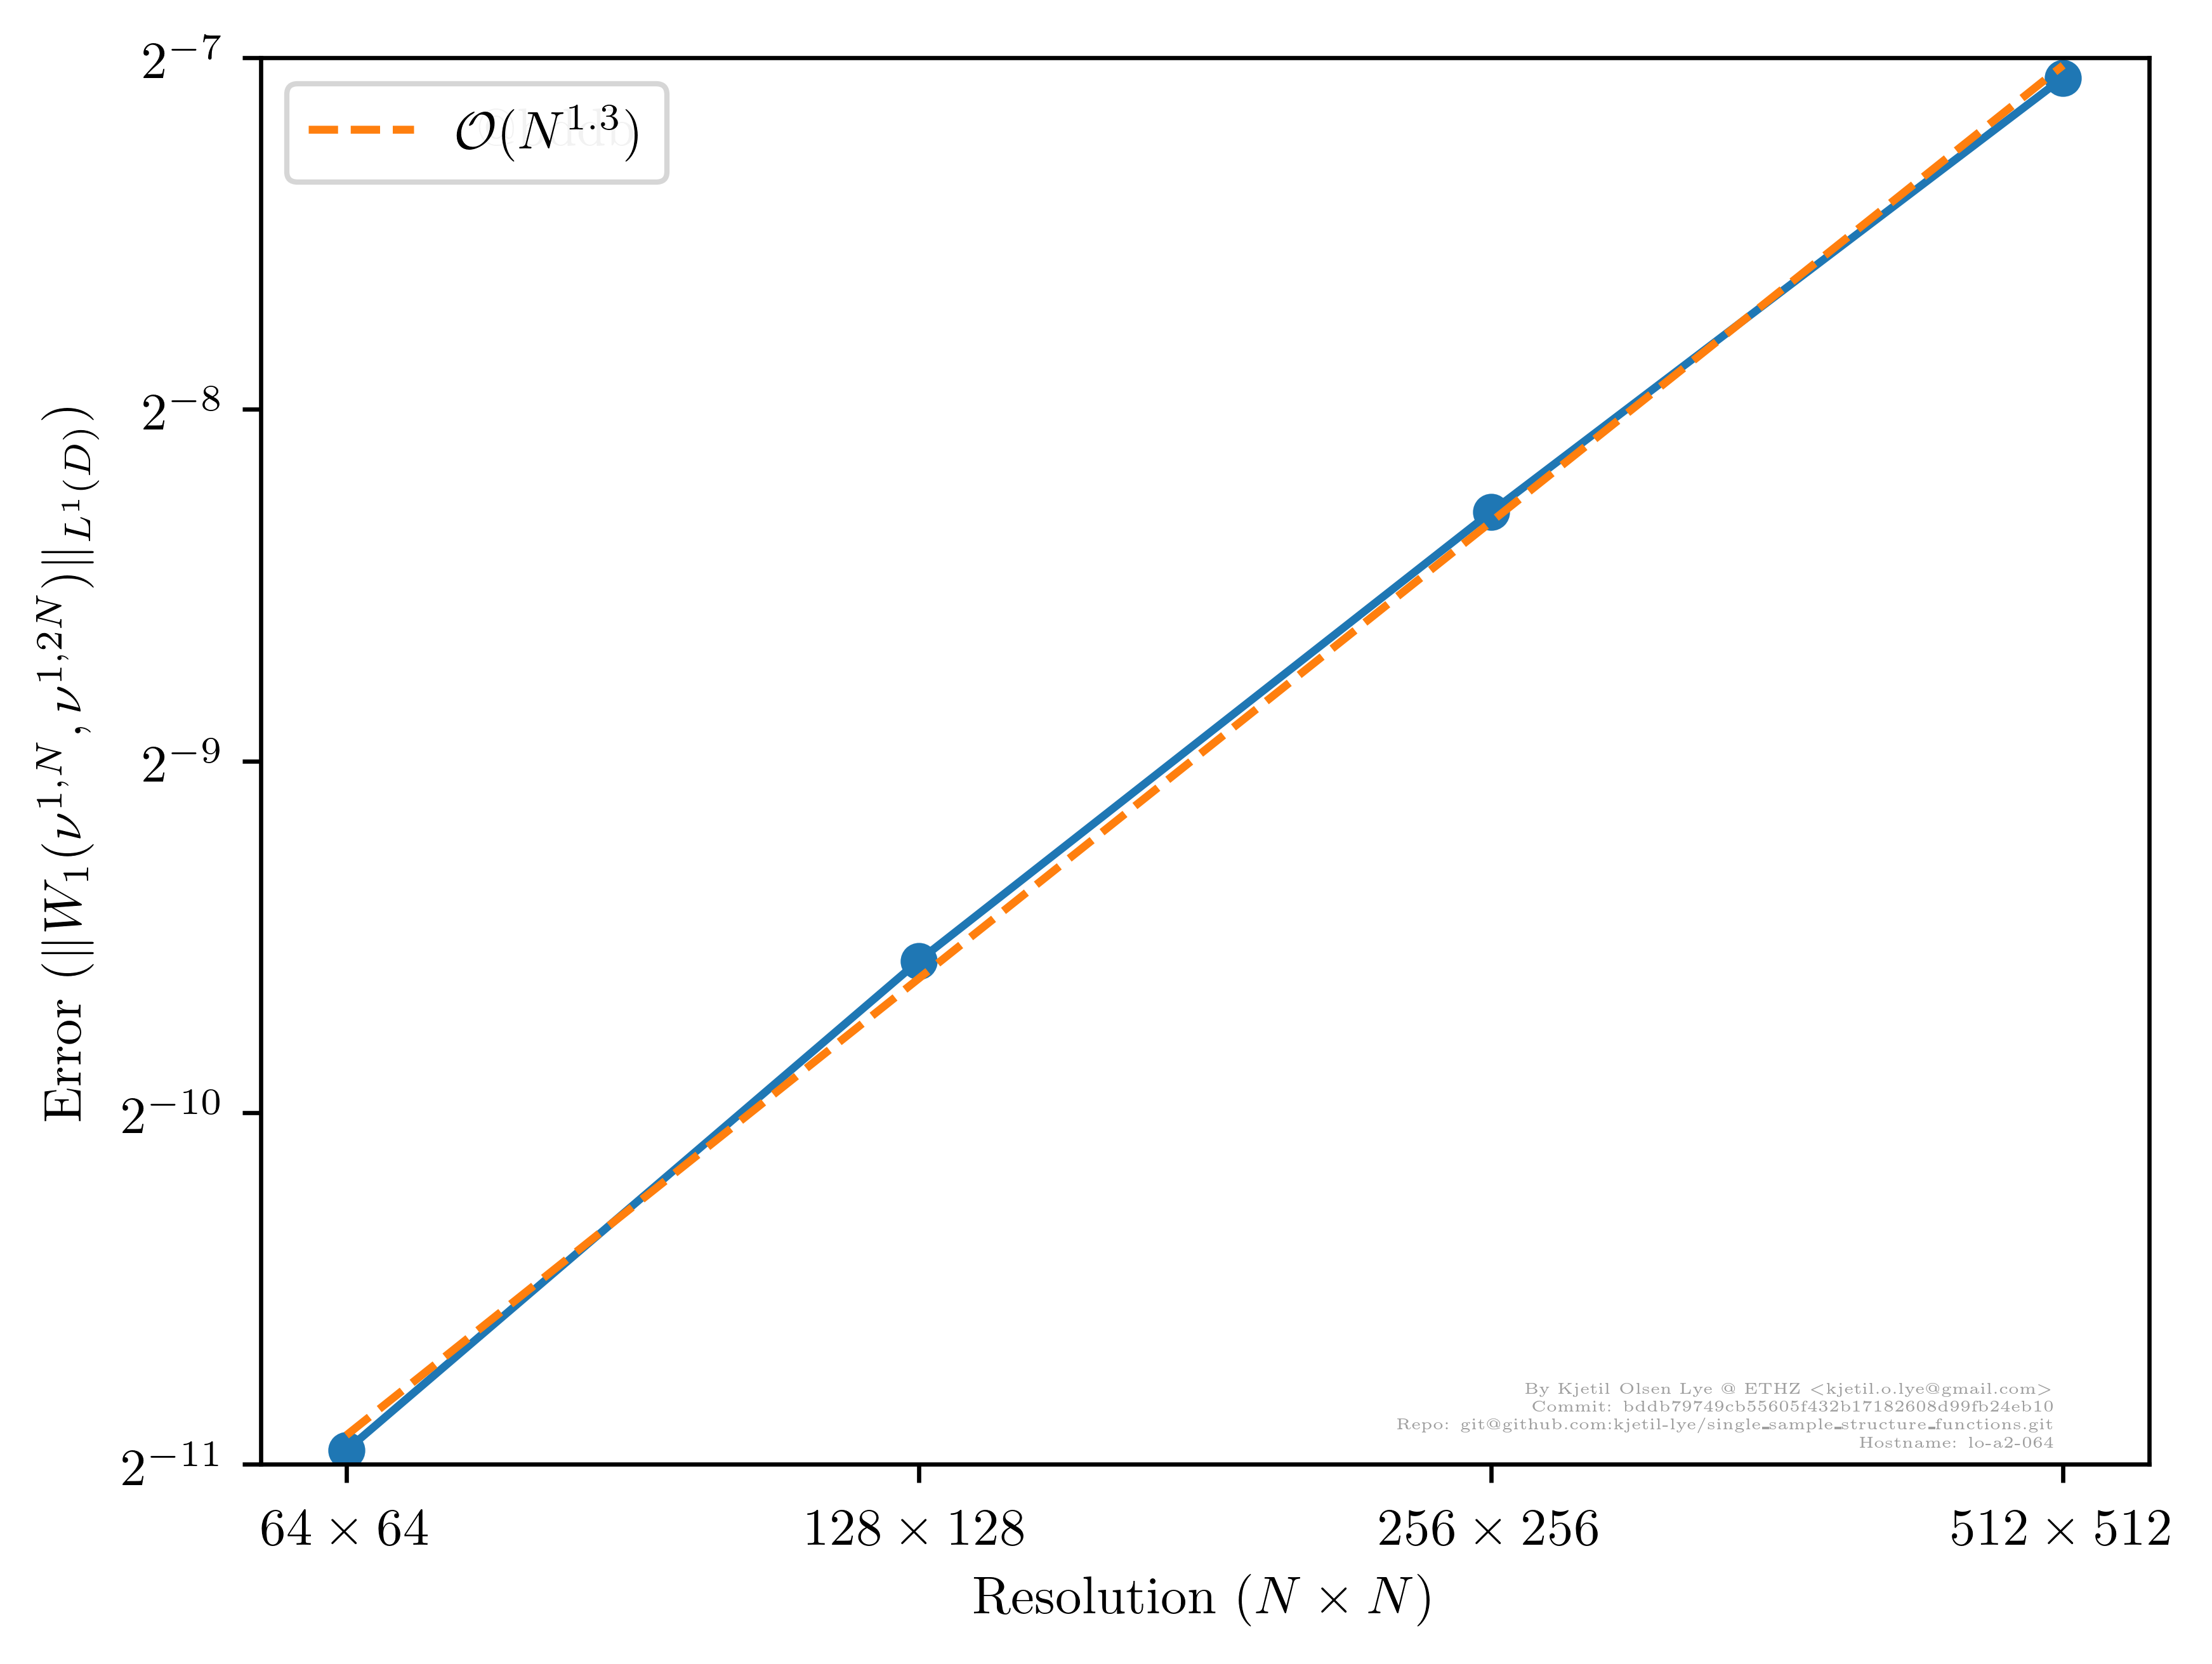 2^{-7}
𝒪(N^{1.3})
2^{-8}
2^{-9}
2^{-10}
2^{-11}
Error (||W_1(ν^{1,N}, ν^{1,2N})||_{L^1(D)})
By Kjetil Olsen Lye @ ETHZ <kjetil.o.lye@gmail.com>
Commit: bddb79749cb55605f432b17182608d99fb24eb10
Repo: git@github.com:kjetil-lye/single_sample_structure_functions.git
Hostname: lo-a2-064
64 × 64 128 × 128 256 × 256 512 × 512
Resolution (N × N)